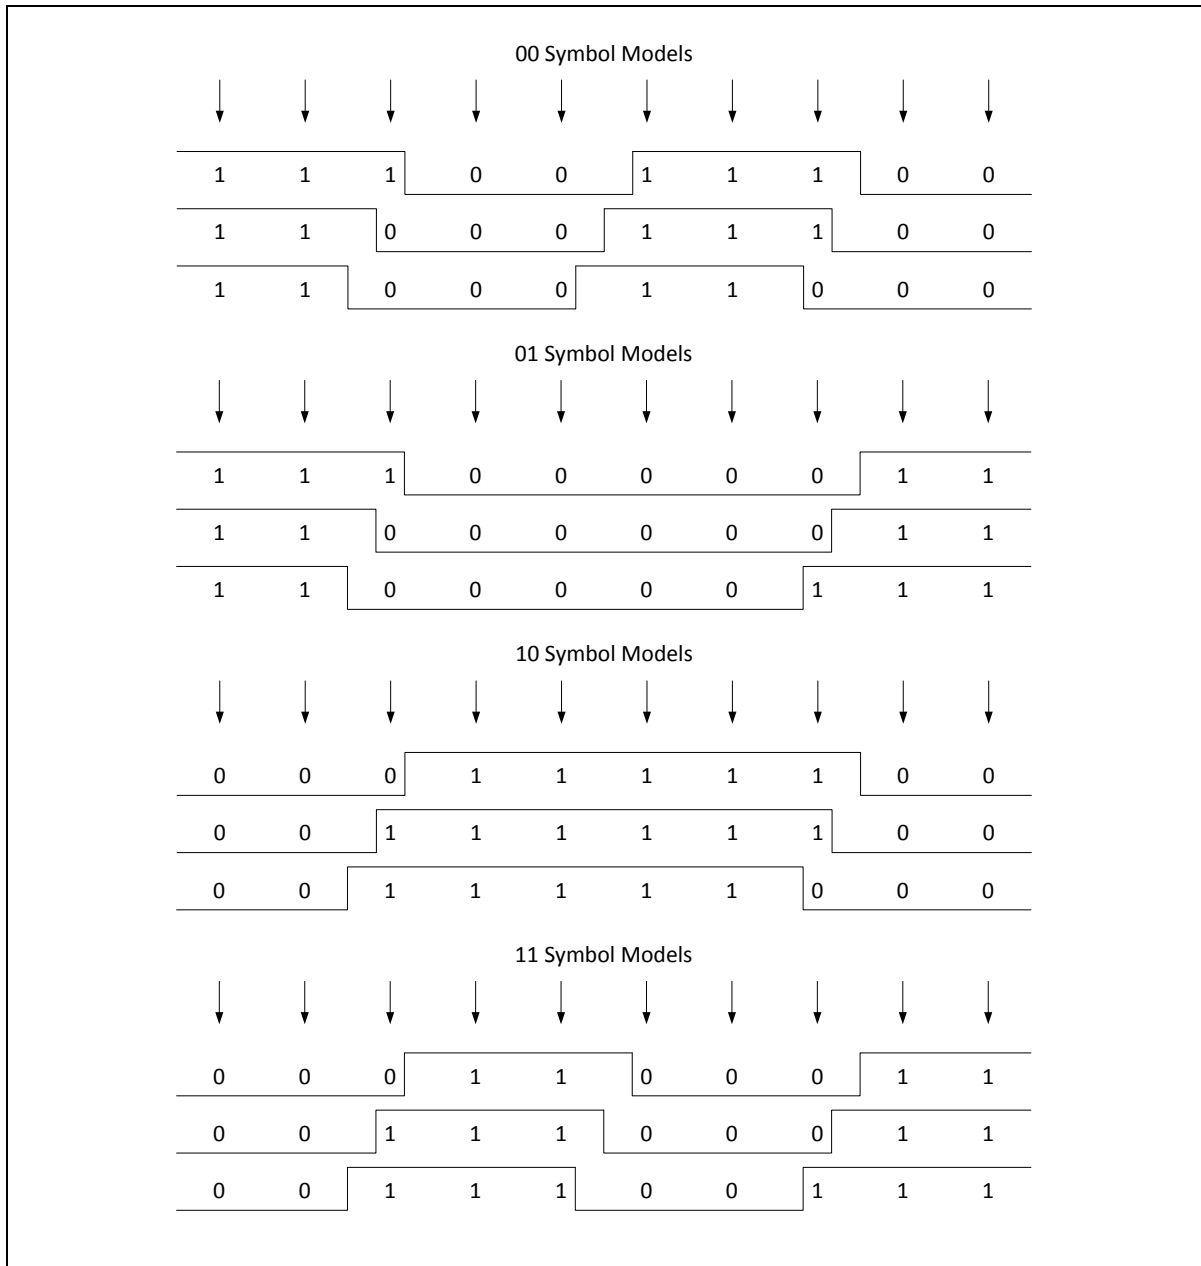 00 Symbol Models
1 1 1 0 0 1 1 1 0 0
1 1 0 0 0 1 1 1 0 0
1 1 0 0 0 1 1 0 0 0
01 Symbol Models
1 1 1 0 0 0 0 0 1 1
1 1 0 0 0 0 0 0 1 1
1 1 0 0 0 0 0 1 1 1
10 Symbol Models
0 0 0 1 1 1 1 1 0 0
0 0 1 1 1 1 1 1 0 0
0 0 1 1 1 1 1 0 0 0
11 Symbol Models
0 0 0 1 1 0 0 0 1 1
0 0 1 1 1 0 0 0 1 1
0 0 1 1 1 0 0 1 1 1